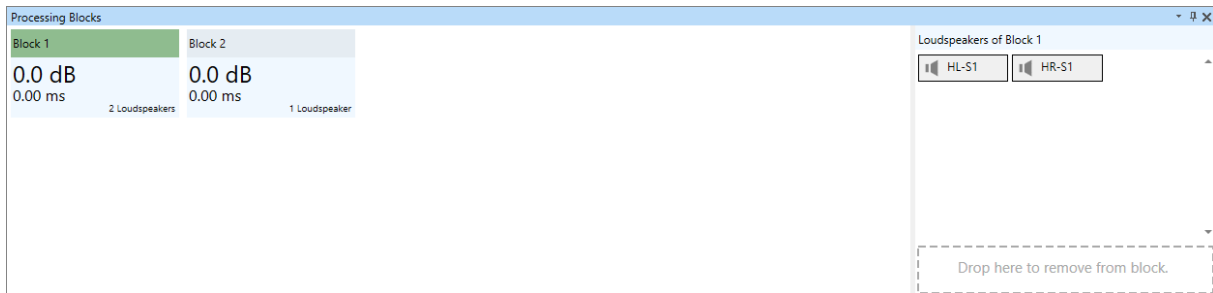 Processing Blocks
Block 1
0.0 dB
0.00 ms
2 Loudspeakers
Block 2
0.0 dB
0.00 ms
1 Loudspeaker
Loudspeakers of Block 1
HL-S1
HR-S1
Drop here to remove from block.